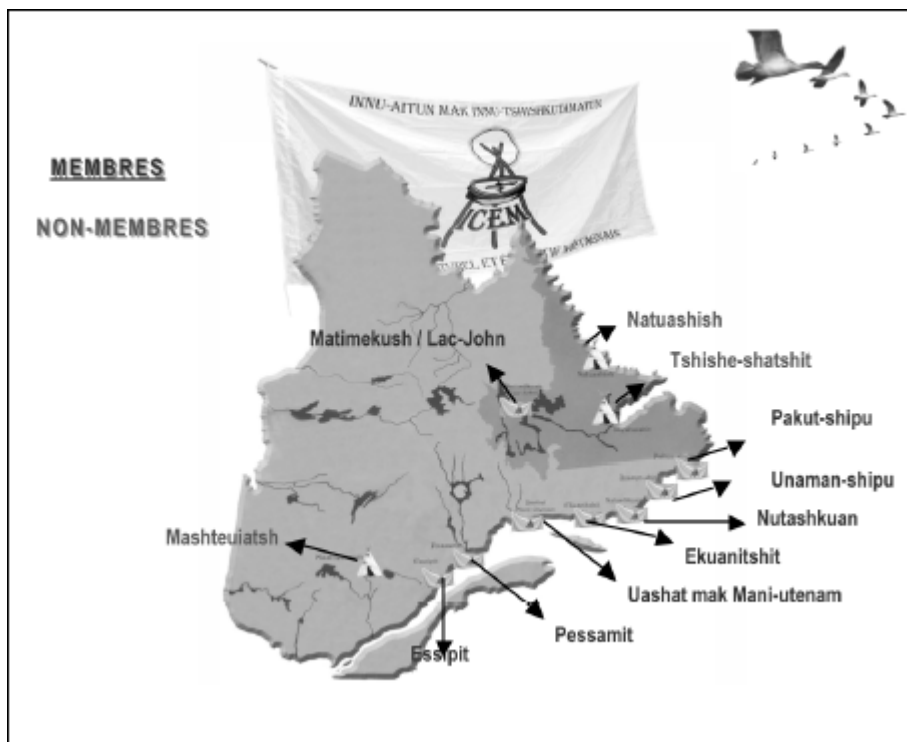 INNU-AITUN MAK INNU-TSHISHKUTAMATUN
MEMBRES
ICEM
NON-MEMBRES
Natuashish
Matimekush / Lac-John
Tshishe-shatshit
Pakut-shipu
Unaman-shipu
Nutashkuan
Mashteuiatsh
Ekuanitshit
Uashat mak Mani-utenam
Pessamit
Essipit